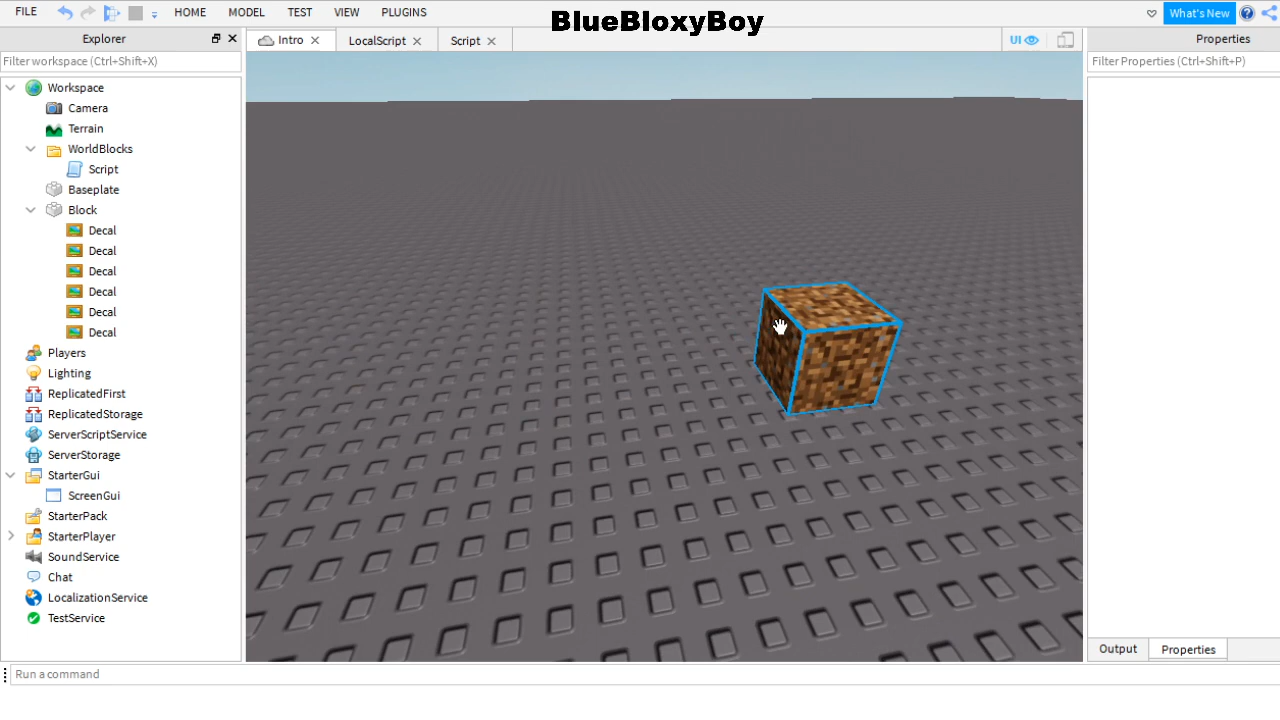 FILE HOME MODEL TEST VIEW PLUGINS BlueBloxyBoy What's New
Explorer
Intro LocalScript Script UI
Properties
Filter workspace (Ctrl+Shift+X)
Filter Properties (Ctrl+Shift+P)
Workspace
Camera
Terrain
WorldBlocks
Script
Baseplate
Block
Decal
Decal
Decal
Decal
Decal
Decal
Players
Lighting
ReplicatedFirst
ReplicatedStorage
ServerScriptService
ServerStorage
StarterGui
ScreenGui
StarterPack
StarterPlayer
SoundService
Chat
LocalizationService
TestService
Output Properties
Run a command